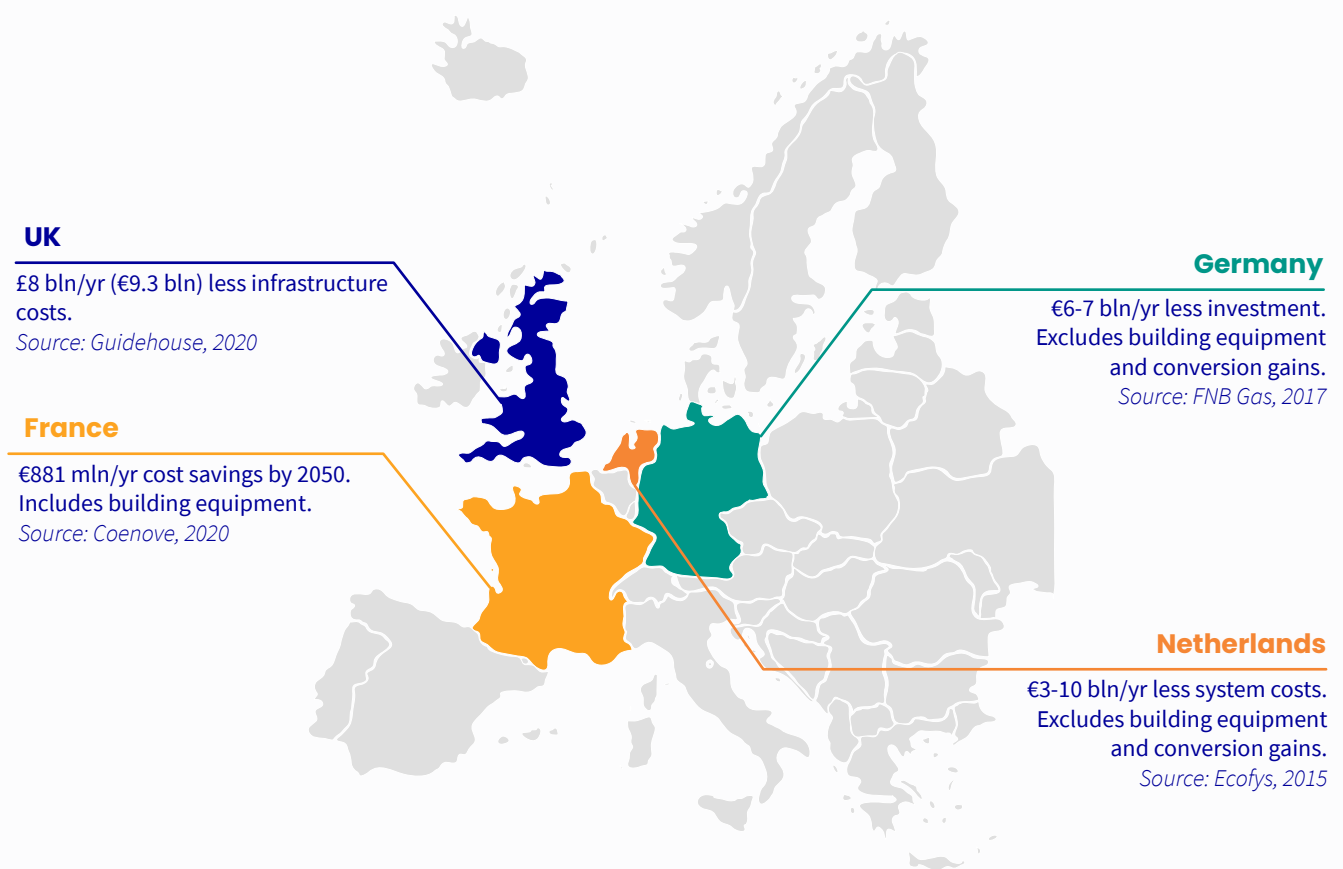 UK
£8 bln/yr (€9.3 bln) less infrastructure
costs.
Source: Guidehouse, 2020
France
€881 mln/yr cost savings by 2050.
Includes building equipment.
Source: Coenove, 2020
Germany
€6-7 bln/yr less investment.
Excludes building equipment
and conversion gains.
Source: FNB Gas, 2017
Netherlands
€3-10 bln/yr less system costs.
Excludes building equipment
and conversion gains.
Source: Ecofys, 2015